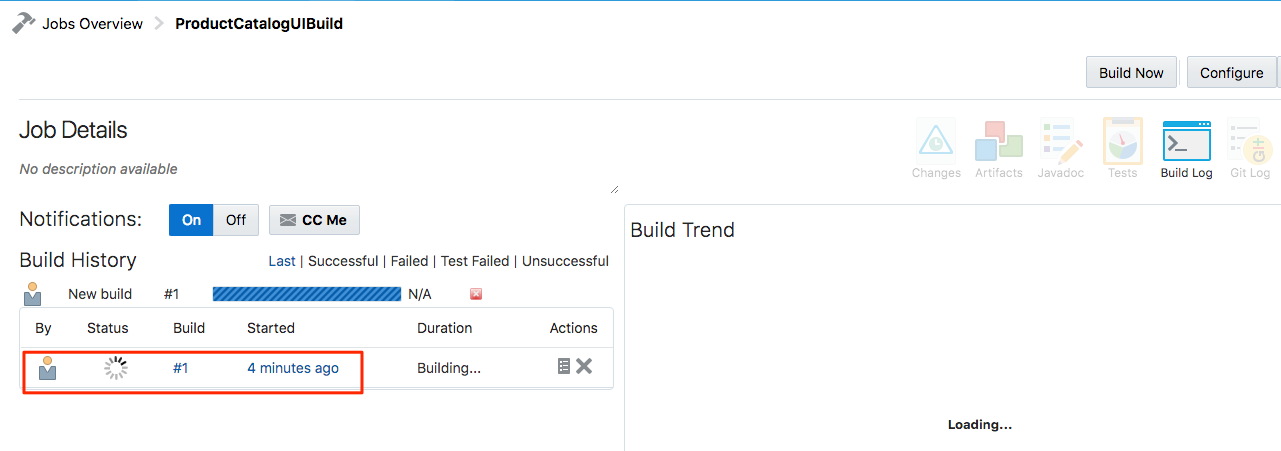 Jobs Overview > ProductCatalogUIBuild
Build Now Configure
Job Details
No description available
Changes Artifacts Javadoc Tests Build Log Git Log
Notifications: On Off CC Me
Build Trend
Build History Last | Successful | Failed | Test Failed | Unsuccessful
New build #1 N/A
By Status Build Started Duration Actions
#1 4 minutes ago Building...
Loading...